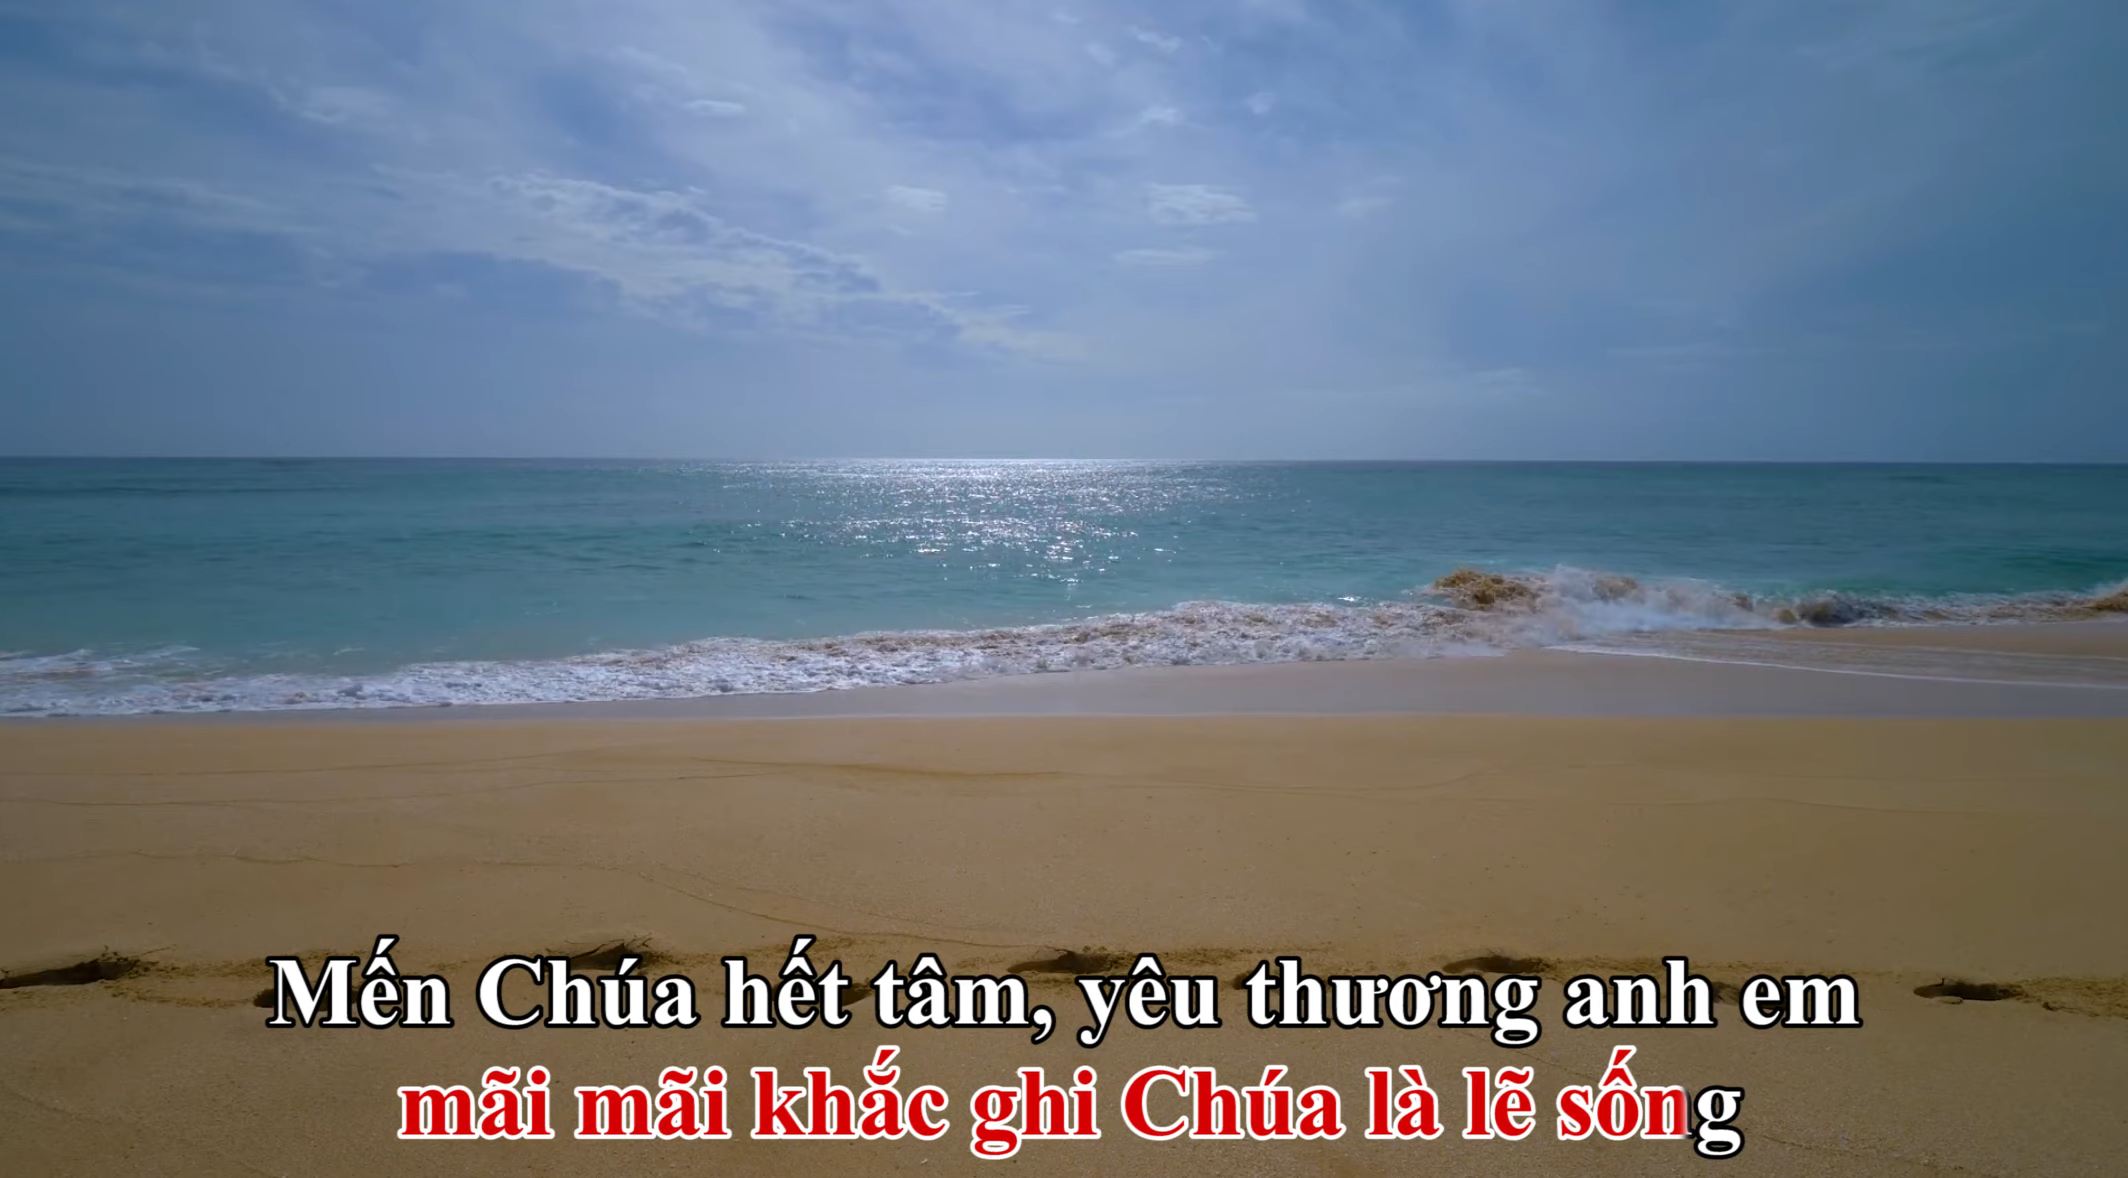 Mến Chúa hết tâm, yêu thương anh em
mãi mãi khắc ghi Chúa là lẽ sống